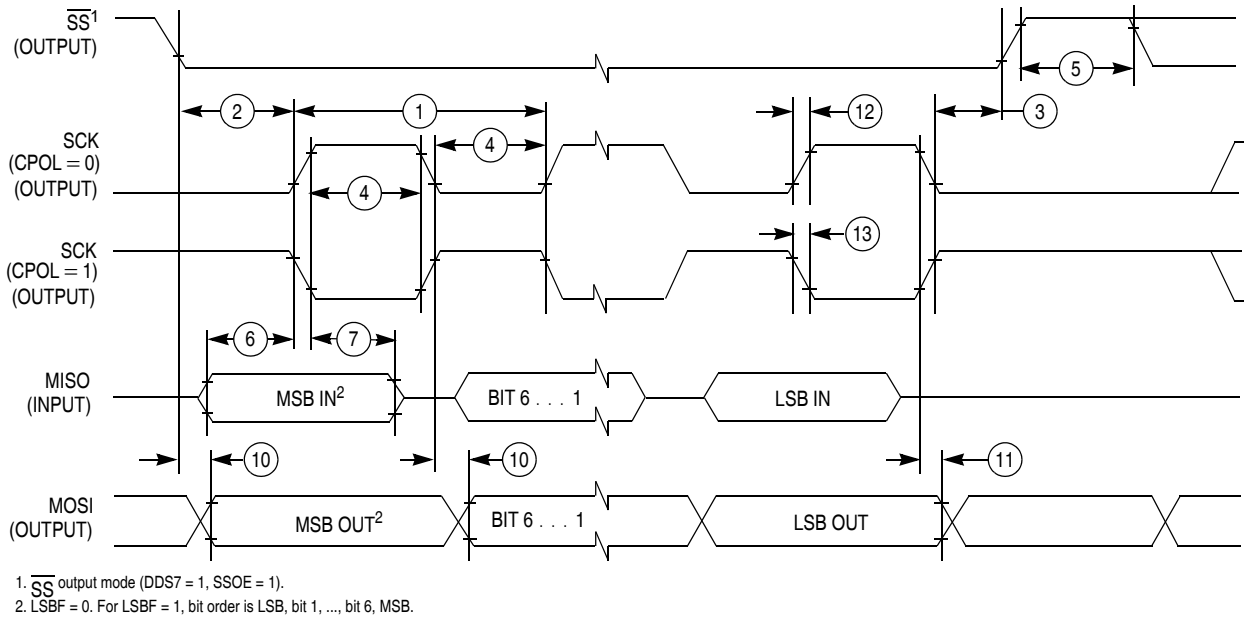 SS¹
(OUTPUT)
5
2
1
12
3
SCK
(CPOL = 0)
(OUTPUT)
4
4
SCK
(CPOL = 1)
(OUTPUT)
13
6
7
MISO
(INPUT)
MSB IN²
BIT 6 . . . 1
LSB IN
10
10
11
MOSI
(OUTPUT)
MSB OUT²
BIT 6 . . . 1
LSB OUT
1. SS output mode (DDS7 = 1, SSOE = 1).
2. LSBF = 0. For LSBF = 1, bit order is LSB, bit 1, ..., bit 6, MSB.